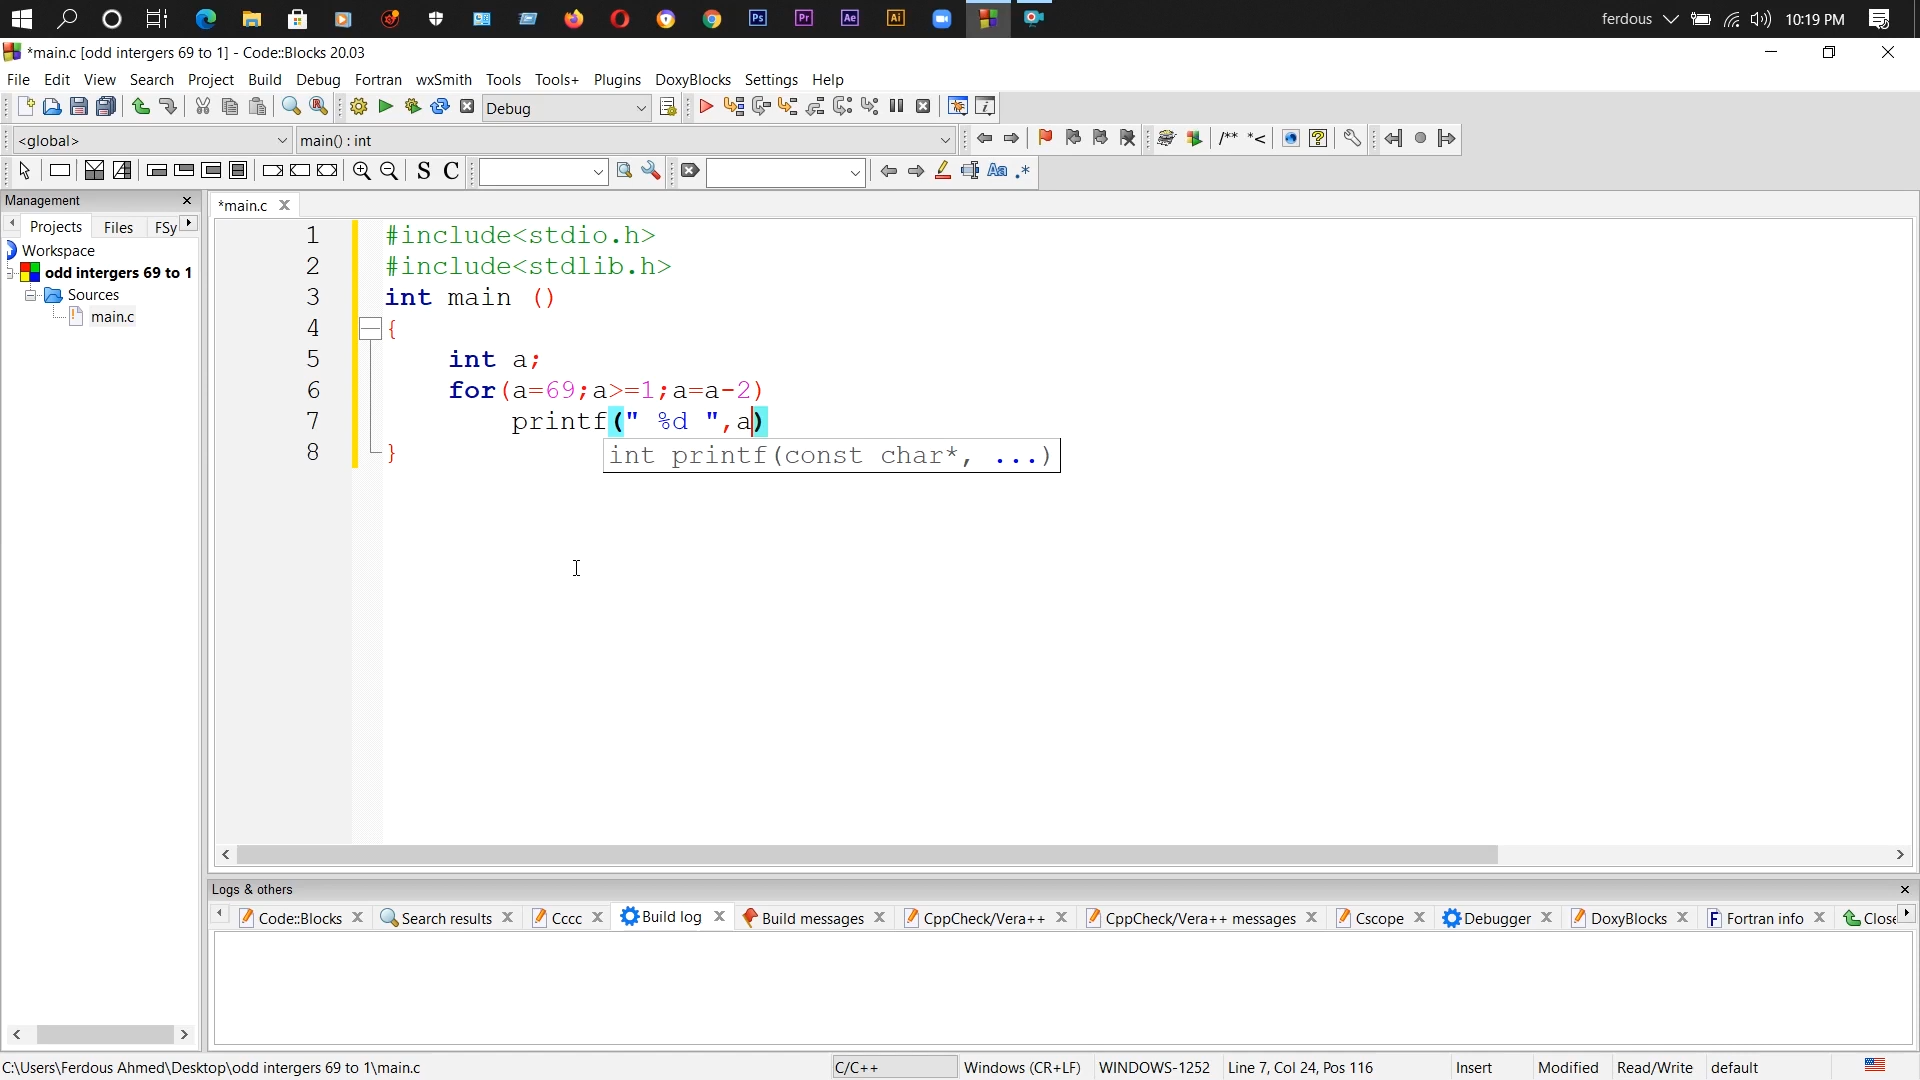 Ps Pr Ae Ai ferdous 10:19 PM
*main.c [odd intergers 69 to 1] - Code::Blocks 20.03
File Edit View Search Project Build Debug Fortran wxSmith Tools Tools+ Plugins DoxyBlocks Settings Help
Debug
<global> main() : int /** *<
S C Aa .*
Management
*main.c
Projects Files FSy
1 #include<stdio.h>
Workspace
2 #include<stdlib.h>
odd intergers 69 to 1
3 int main ()
Sources
main.c
4 {
5 int a;
6 for(a=69;a>=1;a=a-2)
7 printf(" %d ",a)
8 }
int printf(const char*, ...)
Logs & others
Code::Blocks Search results Cccc Build log Build messages CppCheck/Vera++ CppCheck/Vera++ messages Cscope Debugger DoxyBlocks Fortran info Close
C:\Users\Ferdous Ahmed\Desktop\odd intergers 69 to 1\main.c C/C++ Windows (CR+LF) WINDOWS-1252 Line 7, Col 24, Pos 116 Insert Modified Read/Write default